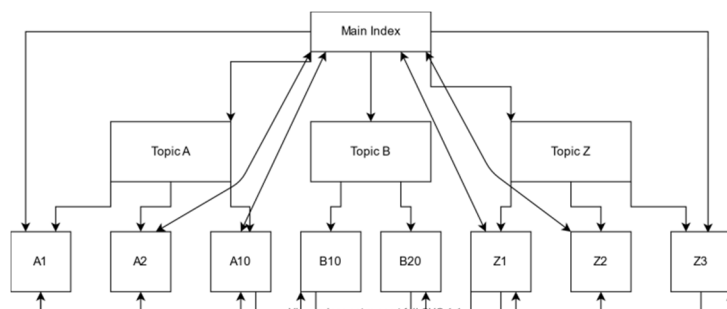 Main Index
Topic A
Topic B
Topic Z
A1
A2
A10
B10
B20
Z1
Z2
Z3